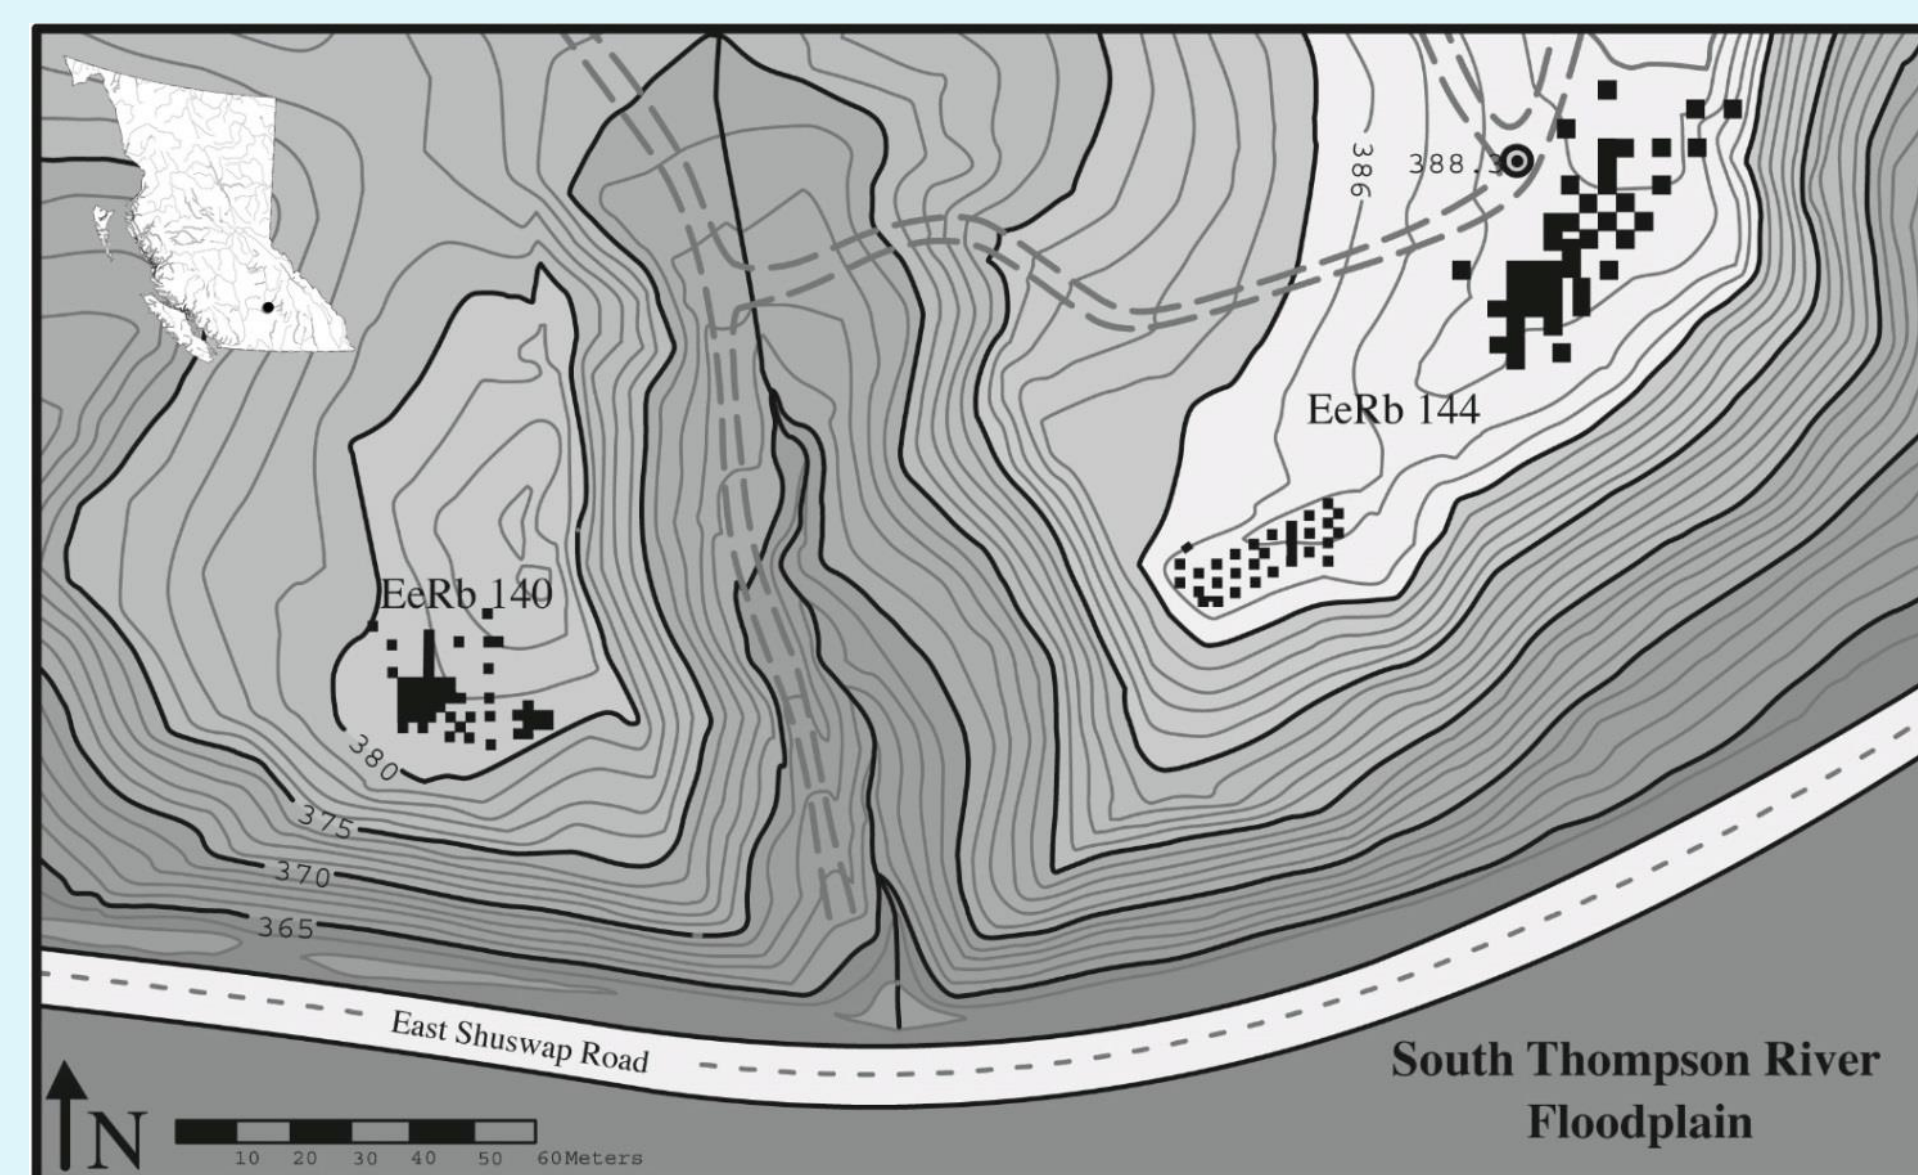 386
388.3
EeRb 144
EeRb 140
380
375
370
365
East Shuswap Road
South Thompson River
Floodplain
N
10 20 30 40 50 60Meters